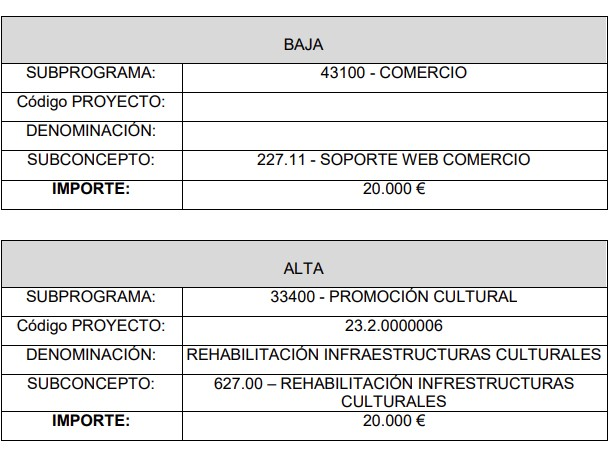 BAJA
SUBPROGRAMA: 43100 - COMERCIO
Código PROYECTO:
DENOMINACIÓN:
SUBCONCEPTO: 227.11 - SOPORTE WEB COMERCIO
IMPORTE: 20.000 €
ALTA
SUBPROGRAMA: 33400 - PROMOCIÓN CULTURAL
Código PROYECTO: 23.2.0000006
DENOMINACIÓN: REHABILITACIÓN INFRAESTRUCTURAS CULTURALES
SUBCONCEPTO: 627.00 – REHABILITACIÓN INFRESTRUCTURAS
CULTURALES
IMPORTE: 20.000 €